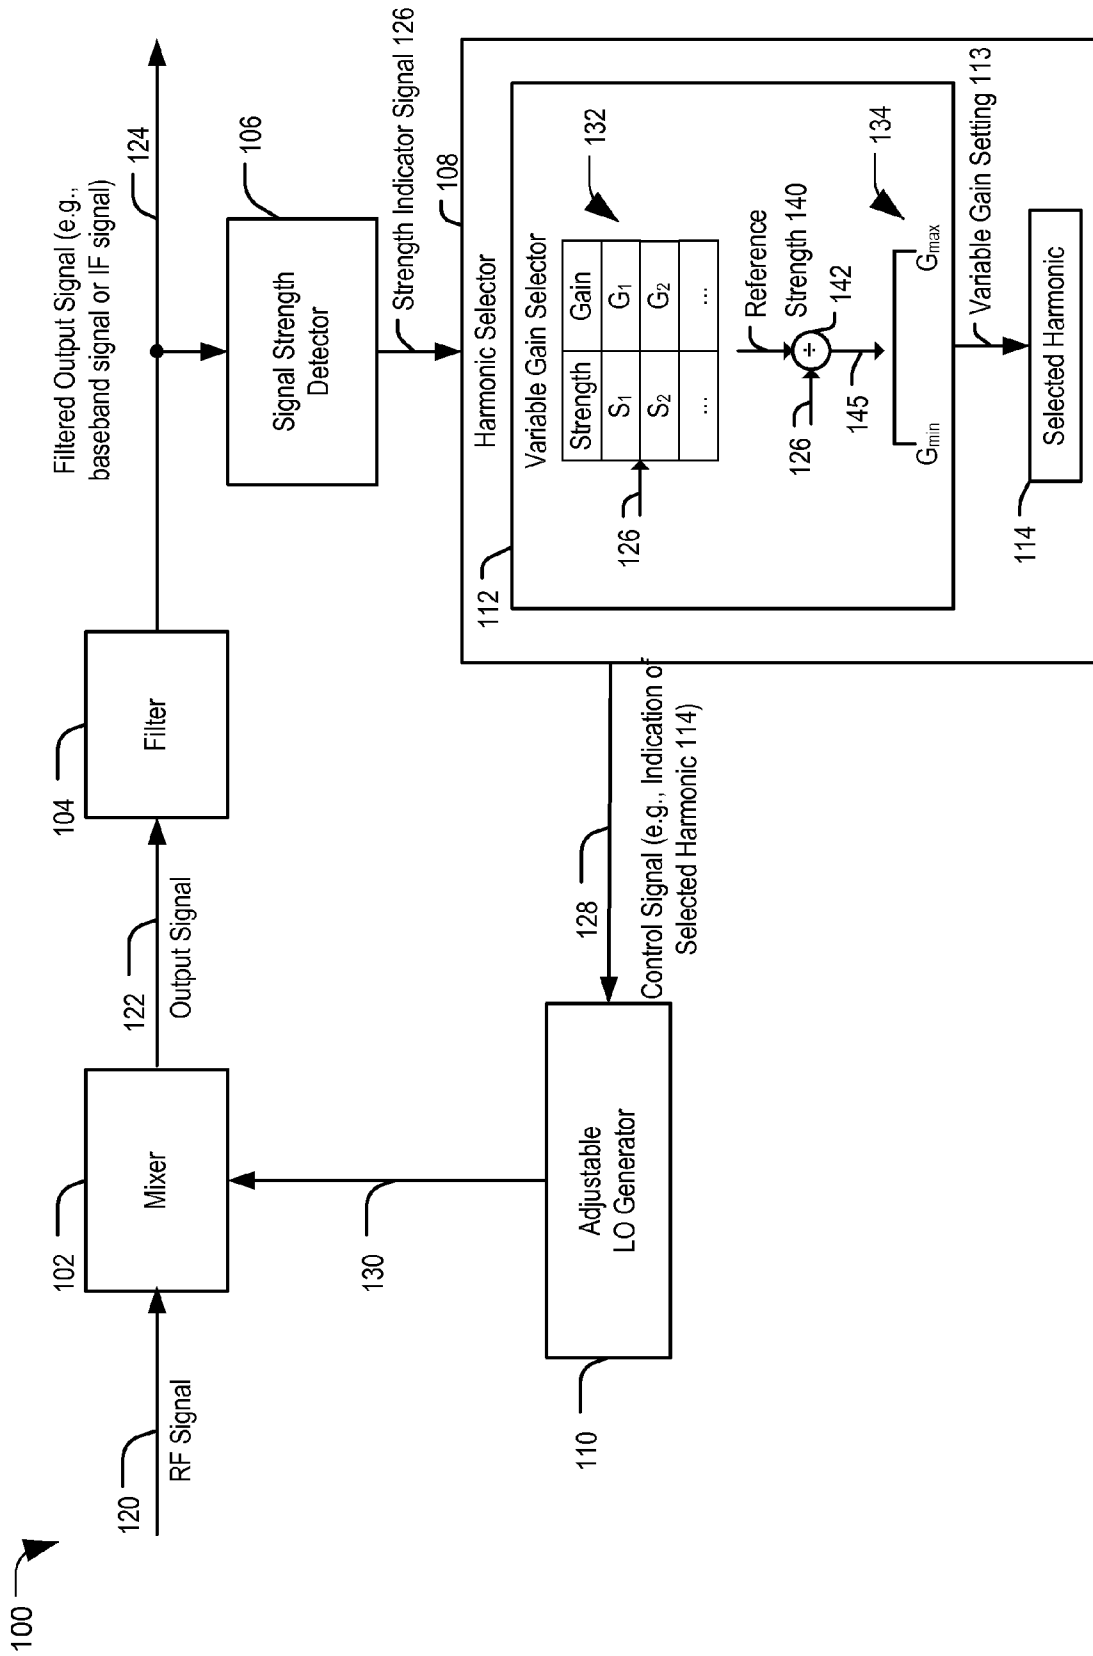 100
120
RF Signal
102
Mixer
122
Output Signal
104
Filter
Filtered Output Signal (e.g.,
baseband signal or IF signal)
124
106
Signal Strength
Detector
Strength Indicator Signal 126
108
Harmonic Selector
112
Variable Gain Selector
132
Strength Gain
S1 G1
S2 G2
... ...
126
Reference
Strength 140
142
÷
126
145
134
Gmin
Gmax
Variable Gain Setting 113
114
Selected Harmonic
128
Control Signal (e.g., Indication of
Selected Harmonic 114)
130
Adjustable
LO Generator
110